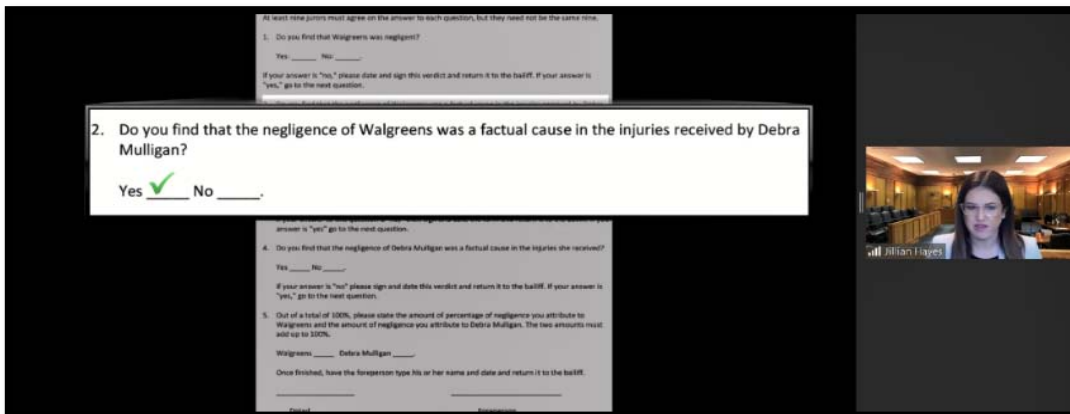 At least nine jurors must agree on the answer to each question, but they need not be the same nine.
1. Do you find that Walgreens was negligent?
Yes: ______ No: ______.
If your answer is "no," please date and sign this verdict and return it to the bailiff. If your answer is
"yes," go to the next question.
2. Do you find that the negligence of Walgreens was a factual cause in the injuries received by Debra
Mulligan?
Yes ✓ No ______.
answer is "yes" go to the next question.
4. Do you find that the negligence of Debra Mulligan was a factual cause in the injuries she received?
Yes ____ No ____.
If your answer is "no" please sign and date this verdict and return it to the bailiff. If your answer is
"yes," go to the next question.
5. Out of a total of 100%, please state the amount of percentage of negligence you attribute to
Walgreens and the amount of negligence you attribute to Debra Mulligan. The two amounts must
add up to 100%.
Walgreens ____ Debra Mulligan ____.
Once finished, have the foreperson type his or her name and date and return it to the bailiff.
Foreperson
Jillian Hayes